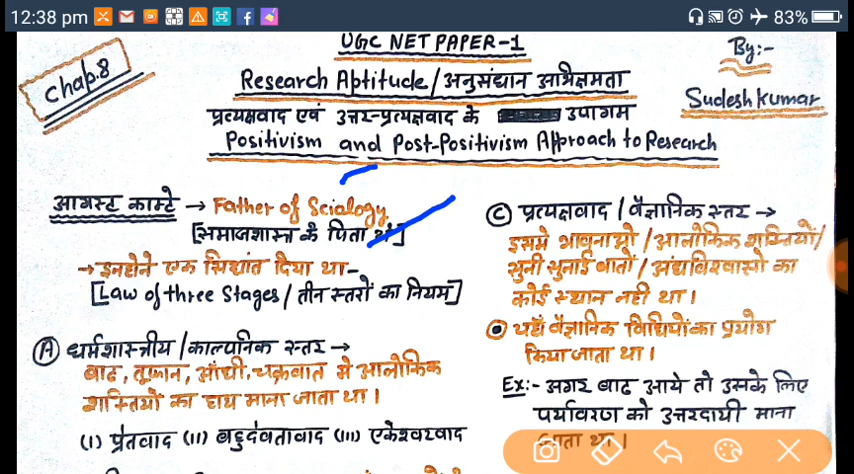 12:38 pm
83%
UGC NET PAPER-1
By:-
Sudesh Kumar
Chap.8
Research Aptitude/अनुसंधान अभिक्षमता
प्रत्यक्षवाद एवं उत्तर-प्रत्यक्षवाद के उपागम
Positivism and Post-Positivism Approach to Research
आगस्ट काम्टे → Father of Scialogy
[समाजशास्त्र के पिता थे]
→ इनहोने एक सिधांत दिया था-
[Law of three Stages/तीन स्तरों का नियम]
(A) धर्मशास्त्रीय/काल्पनिक स्तर →
बाढ, तूफान, आँधी, चक्रवात मे आलोकिक
शक्तियो का हाथ माना जाता था।
(I) प्रेतवाद (II) बहुदेवतावाद (III) एकेश्वरवाद
(C) प्रत्यक्षवाद/वैज्ञानिक स्तर →
इसमे भावनाओ/आलोकिक शक्तियों/
सुनी सुनाई बातों/अंधविश्वासो का
कोई स्थान नही था।
यहाँ वैज्ञानिक विधियों का प्रयोग
किया जाता था।
Ex:- अगर बाढ आये तो उसके लिए
पर्यावरण को उत्तरदायी माना
जाता था।